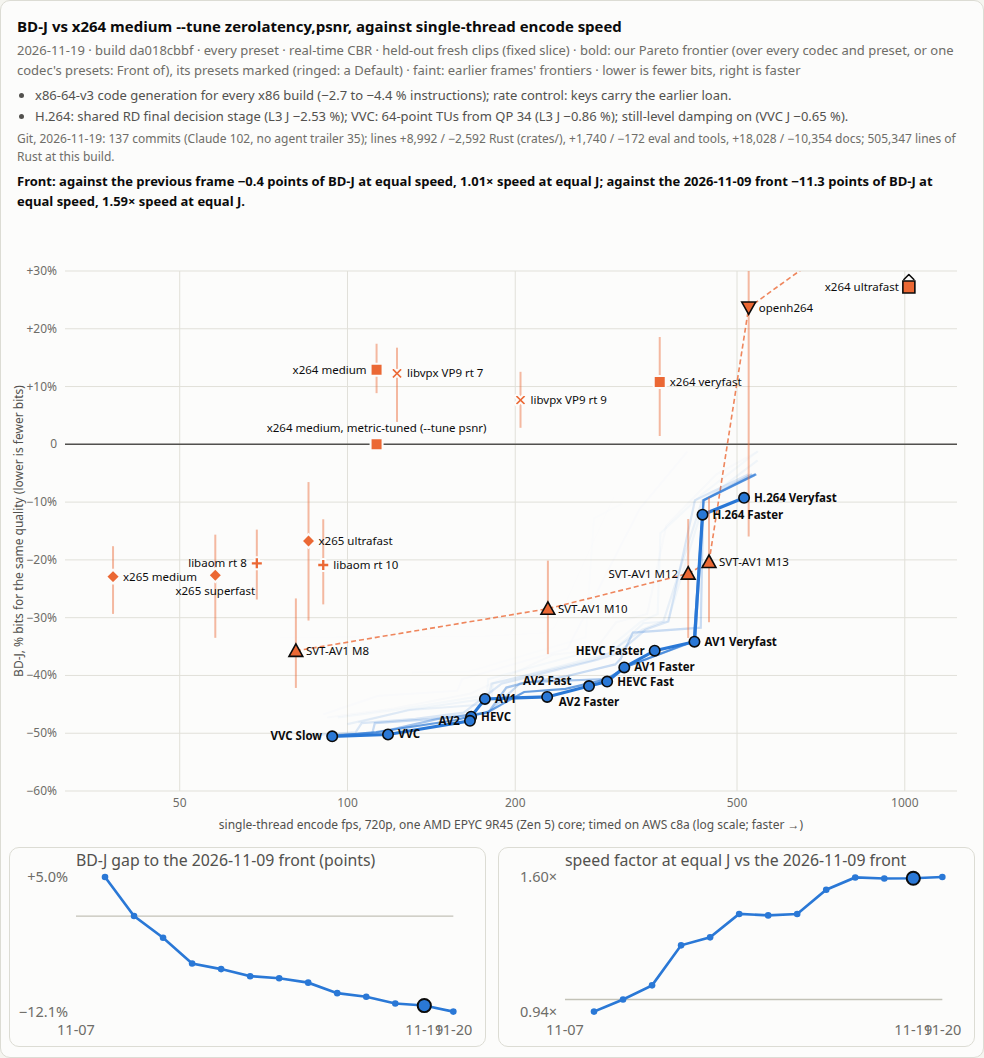 BD-J vs x264 medium --tune zerolatency,psnr, against single-thread encode speed
2026-11-19 · build da018cbbf · every preset · real-time CBR · held-out fresh clips (fixed slice) · bold: our Pareto frontier (over every codec and preset, or one
codec's presets: Front of), its presets marked (ringed: a Default) · faint: earlier frames' frontiers · lower is fewer bits, right is faster
• x86-64-v3 code generation for every x86 build (−2.7 to −4.4 % instructions); rate control: keys carry the earlier loan.
• H.264: shared RD final decision stage (L3 J −2.53 %); VVC: 64-point TUs from QP 34 (L3 J −0.86 %); still-level damping on (VVC J −0.65 %).
Git, 2026-11-19: 137 commits (Claude 102, no agent trailer 35); lines +8,992 / −2,592 Rust (crates/), +1,740 / −172 eval and tools, +18,028 / −10,354 docs; 505,347 lines of
Rust at this build.
Front: against the previous frame −0.4 points of BD-J at equal speed, 1.01× speed at equal J; against the 2026-11-09 front −11.3 points of BD-J at
equal speed, 1.59× speed at equal J.
+30%
x264 ultrafast
openh264
+20%
x264 medium
libvpx VP9 rt 7
+10%
x264 veryfast
libvpx VP9 rt 9
x264 medium, metric-tuned (--tune psnr)
0
BD-J, % bits for the same quality (lower is fewer bits)
−10%
H.264 Veryfast
H.264 Faster
x265 ultrafast
−20%
libaom rt 8
libaom rt 10
SVT-AV1 M13
x265 medium
SVT-AV1 M12
x265 superfast
SVT-AV1 M10
−30%
AV1 Veryfast
SVT-AV1 M8
HEVC Faster
AV1 Faster
−40%
AV2 Fast
HEVC Fast
AV1
AV2 Faster
AV2
HEVC
−50%
VVC Slow
VVC
−60%
50
100
200
500
1000
single-thread encode fps, 720p, one AMD EPYC 9R45 (Zen 5) core; timed on AWS c8a (log scale; faster →)
BD-J gap to the 2026-11-09 front (points)
+5.0%
−12.1%
11-07
11-19
11-20
speed factor at equal J vs the 2026-11-09 front
1.60×
0.94×
11-07
11-19
11-20